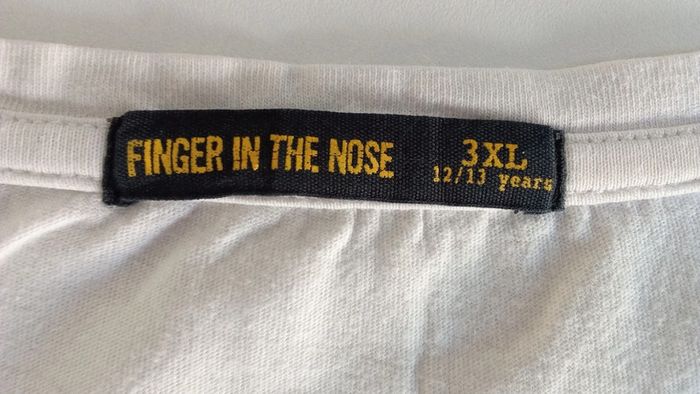 FINGER IN THE NOSE
3XL
12/13 years